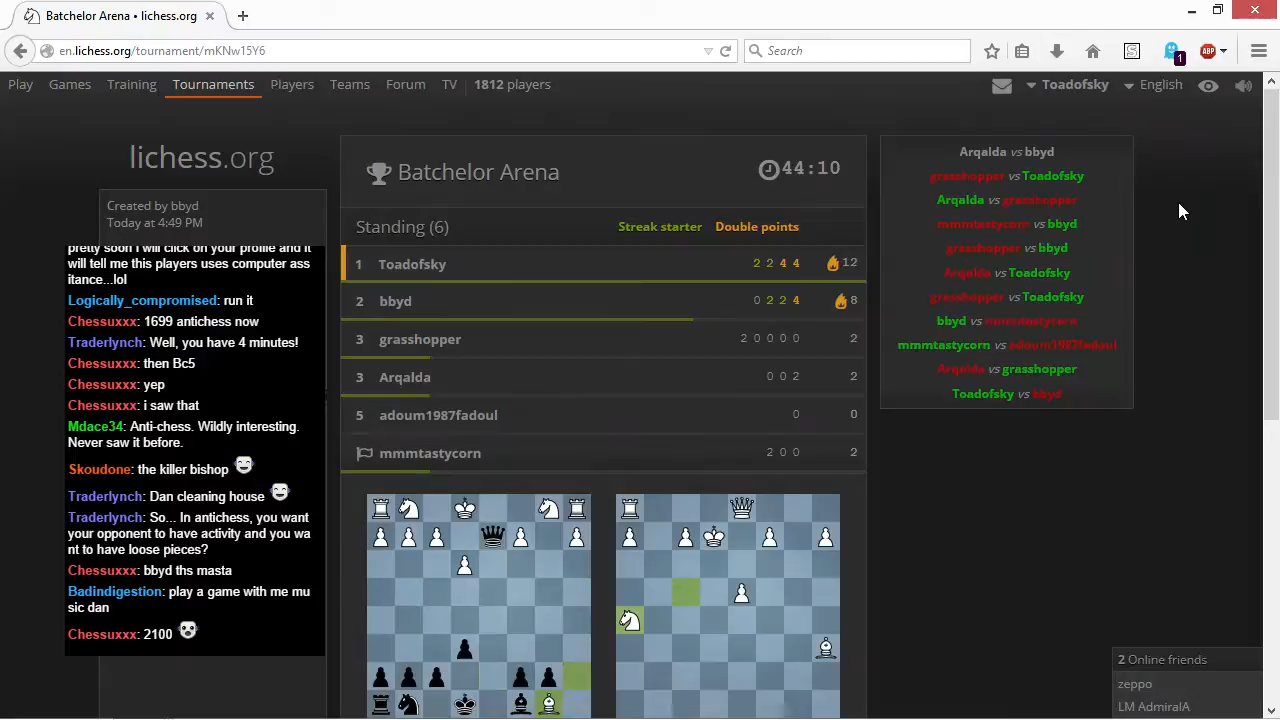 Batchelor Arena • lichess.org
en.lichess.org/tournament/mKNw15Y6
Search
S
1
ABP
Play Games Training Tournaments Players Teams Forum TV 1812 players
Toadofsky English
lichess.org
Created by bbyd
Today at 4:49 PM
pretty soon i will click on your profile and it
will tell me this players uses computer ass
itance...lol
Logically_compromised: run it
Chessuxxx: 1699 antichess now
Traderlynch: Well, you have 4 minutes!
Chessuxxx: then Bc5
Chessuxxx: yep
Chessuxxx: i saw that
Mdace34: Anti-chess. Wildly interesting.
Never saw it before.
Skoudone: the killer bishop
Traderlynch: Dan cleaning house
Traderlynch: So... In antichess, you want
your opponent to have activity and you wa
nt to have loose pieces?
Chessuxxx: bbyd ths masta
Badindigestion: play a game with me mu
sic dan
Chessuxxx: 2100
Batchelor Arena 44:10
Standing (6) Streak starter Double points
1 Toadofsky 2 2 4 4 12
2 bbyd 0 2 2 4 8
3 grasshopper 2 0 0 0 0 2
3 Arqalda 0 0 2 2
5 adoum1987fadoul 0 0
mmmtastycorn 2 0 0 2
Arqalda vs bbyd
grasshopper vs Toadofsky
Arqalda vs grasshopper
mmmtastycorn vs bbyd
grasshopper vs bbyd
Arqalda vs Toadofsky
grasshopper vs Toadofsky
bbyd vs mmmtastycorn
mmmtastycorn vs adoum1987fadoul
Arqalda vs grasshopper
Toadofsky vs bbyd
2 Online friends
zeppo
LM AdmiralA